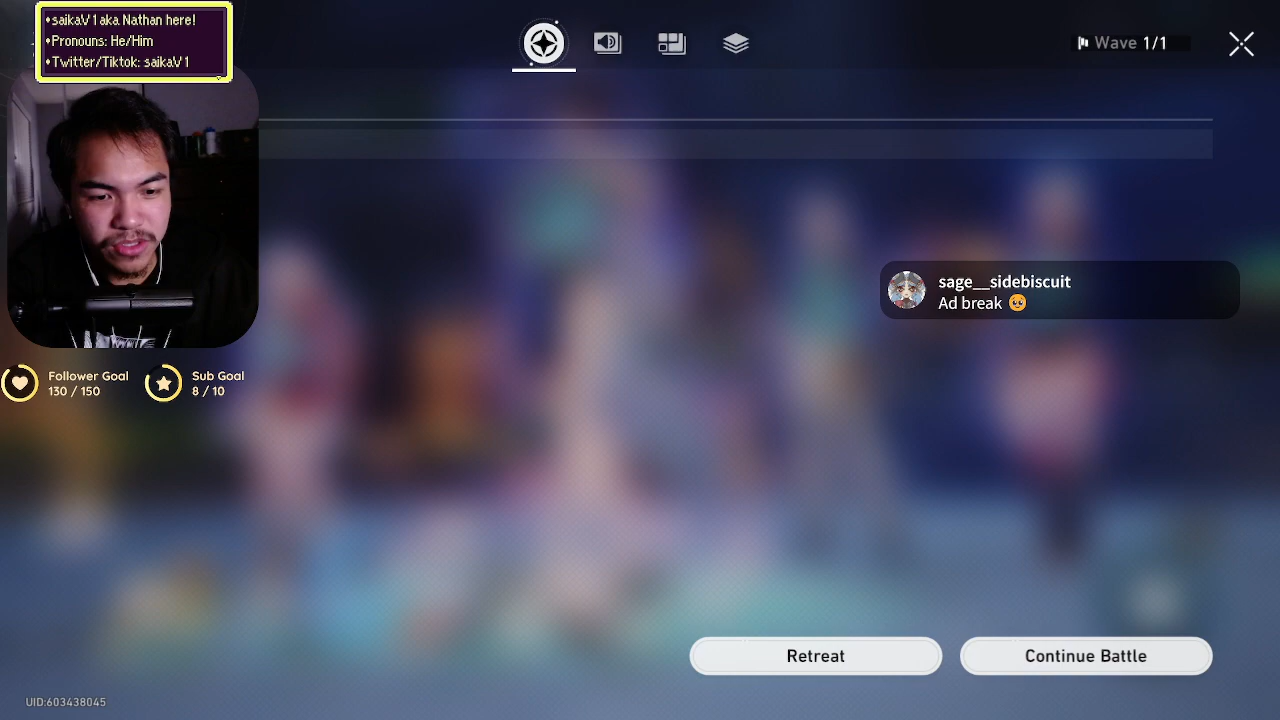 •saikaV1 aka Nathan here!
•Pronouns: He/Him
•Twitter/Tiktok: saikaV1
Wave 1/1
sage__sidebiscuit
Ad break 🥺
Follower Goal
130 / 150
Sub Goal
8 / 10
Retreat
Continue Battle
UID:603438045